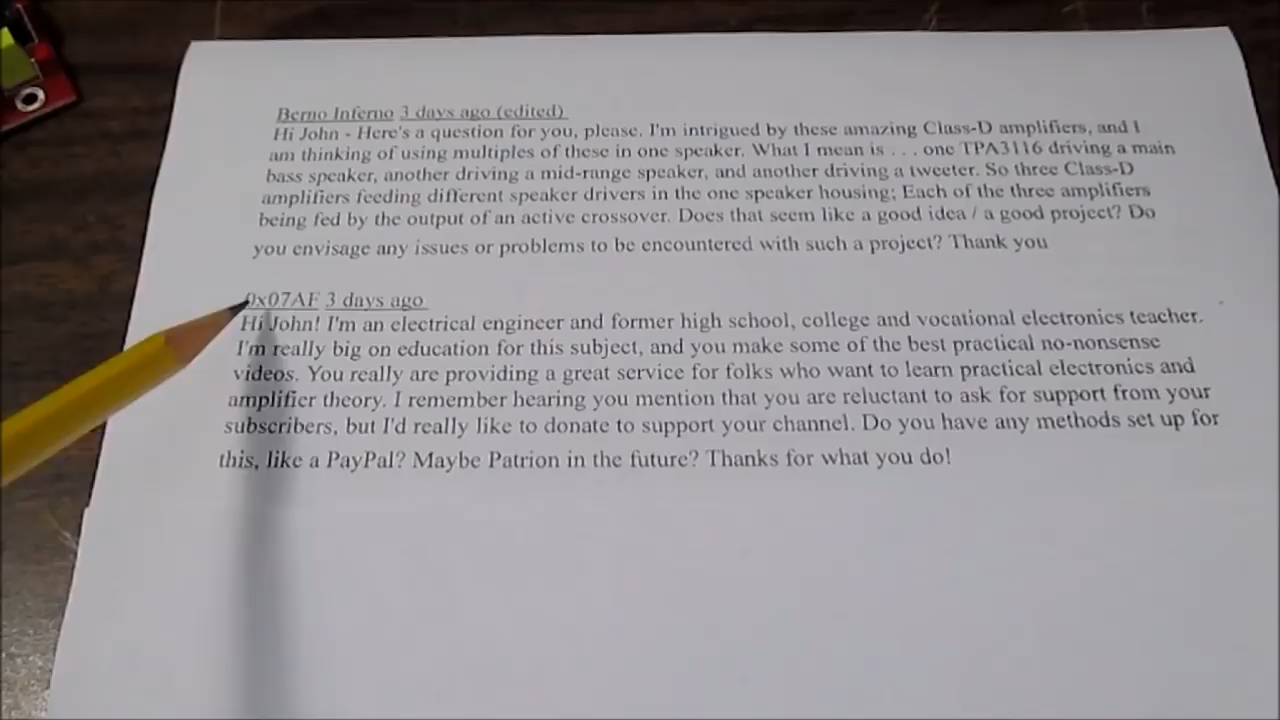 Berno Inferno 3 days ago (edited)
Hi John - Here's a question for you, please. I'm intrigued by these amazing Class-D amplifiers, and I
am thinking of using multiples of these in one speaker. What I mean is . . . one TPA3116 driving a main
bass speaker, another driving a mid-range speaker, and another driving a tweeter. So three Class-D
amplifiers feeding different speaker drivers in the one speaker housing; Each of the three amplifiers
being fed by the output of an active crossover. Does that seem like a good idea / a good project? Do
you envisage any issues or problems to be encountered with such a project? Thank you
0x07AF 3 days ago
Hi John! I'm an electrical engineer and former high school, college and vocational electronics teacher.
I'm really big on education for this subject, and you make some of the best practical no-nonsense
videos. You really are providing a great service for folks who want to learn practical electronics and
amplifier theory. I remember hearing you mention that you are reluctant to ask for support from your
subscribers, but I'd really like to donate to support your channel. Do you have any methods set up for
this, like a PayPal? Maybe Patrion in the future? Thanks for what you do!